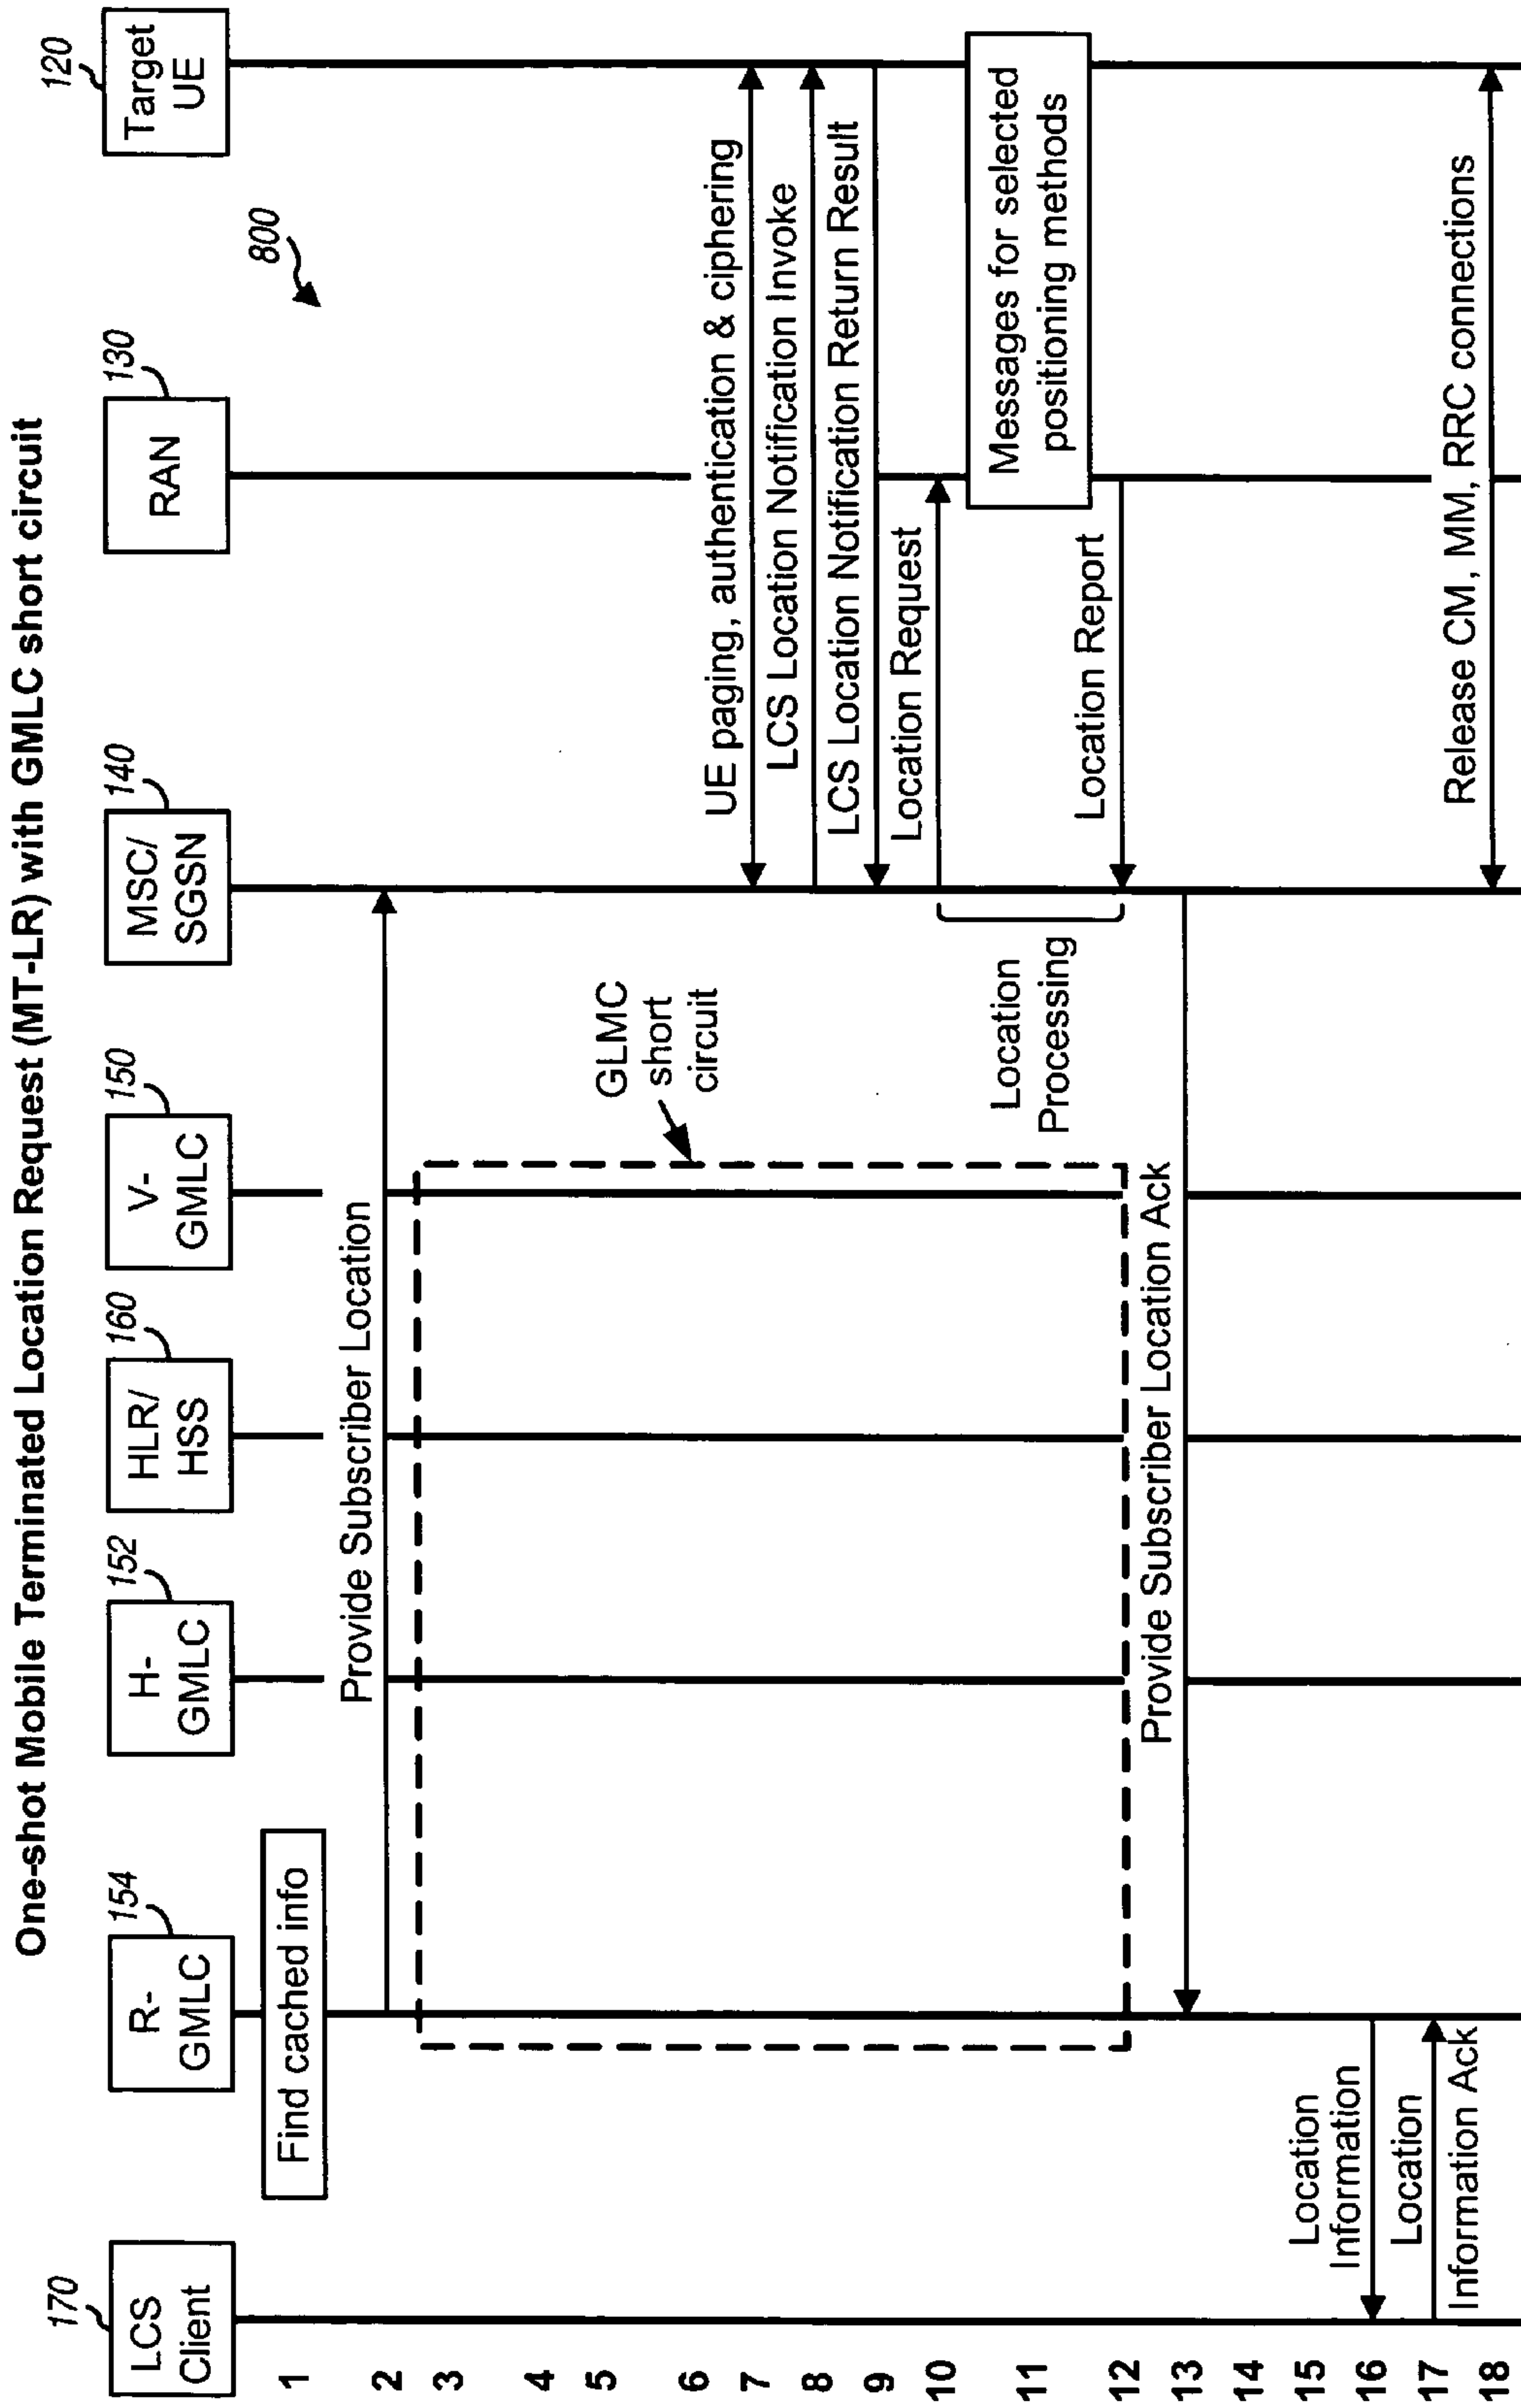 One-shot Mobile Terminated Location Request (MT-LR) with GMLC short circuit
170
154
152
160
150
140
130
120
LCS
Client
R-
GMLC
H-
GMLC
HLR/
HSS
V-
GMLC
MSC/
SGSN
RAN
Target
UE
800
1
Find cached info
2
Provide Subscriber Location
3
4
5
6
GLMC
short
circuit
7
UE paging, authentication & ciphering
8
LCS Location Notification Invoke
9
LCS Location Notification Return Result
10
Location Request
11
Location
Processing
Messages for selected
positioning methods
12
Location Report
13
Provide Subscriber Location Ack
14
15
16
Location
Information
17
Location
Information Ack
18
Release CM, MM, RRC connections